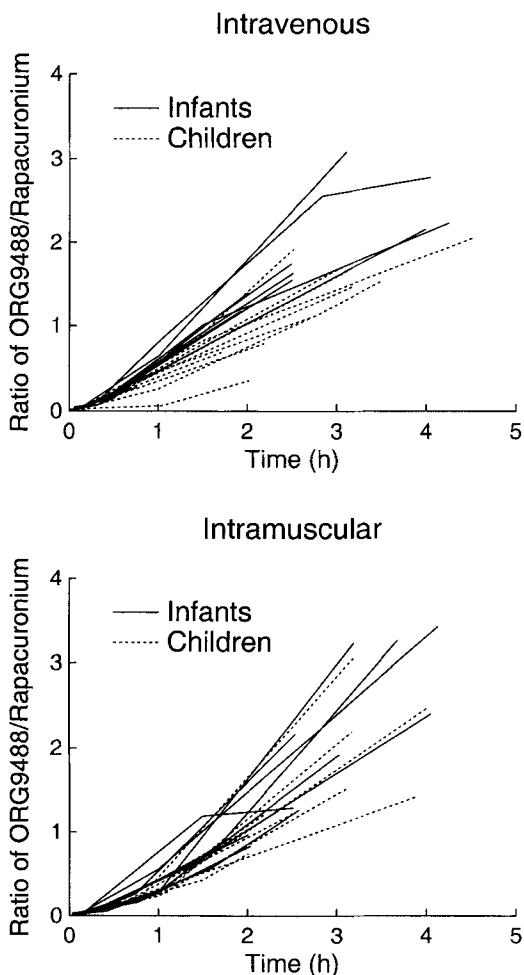 Intravenous
Ratio of ORG9488/Rapacuronium
4
3
2
1
0
Infants
Children
0 1 2 3 4 5
Time (h)
Intramuscular
Ratio of ORG9488/Rapacuronium
4
3
2
1
0
Infants
Children
0 1 2 3 4 5
Time (h)